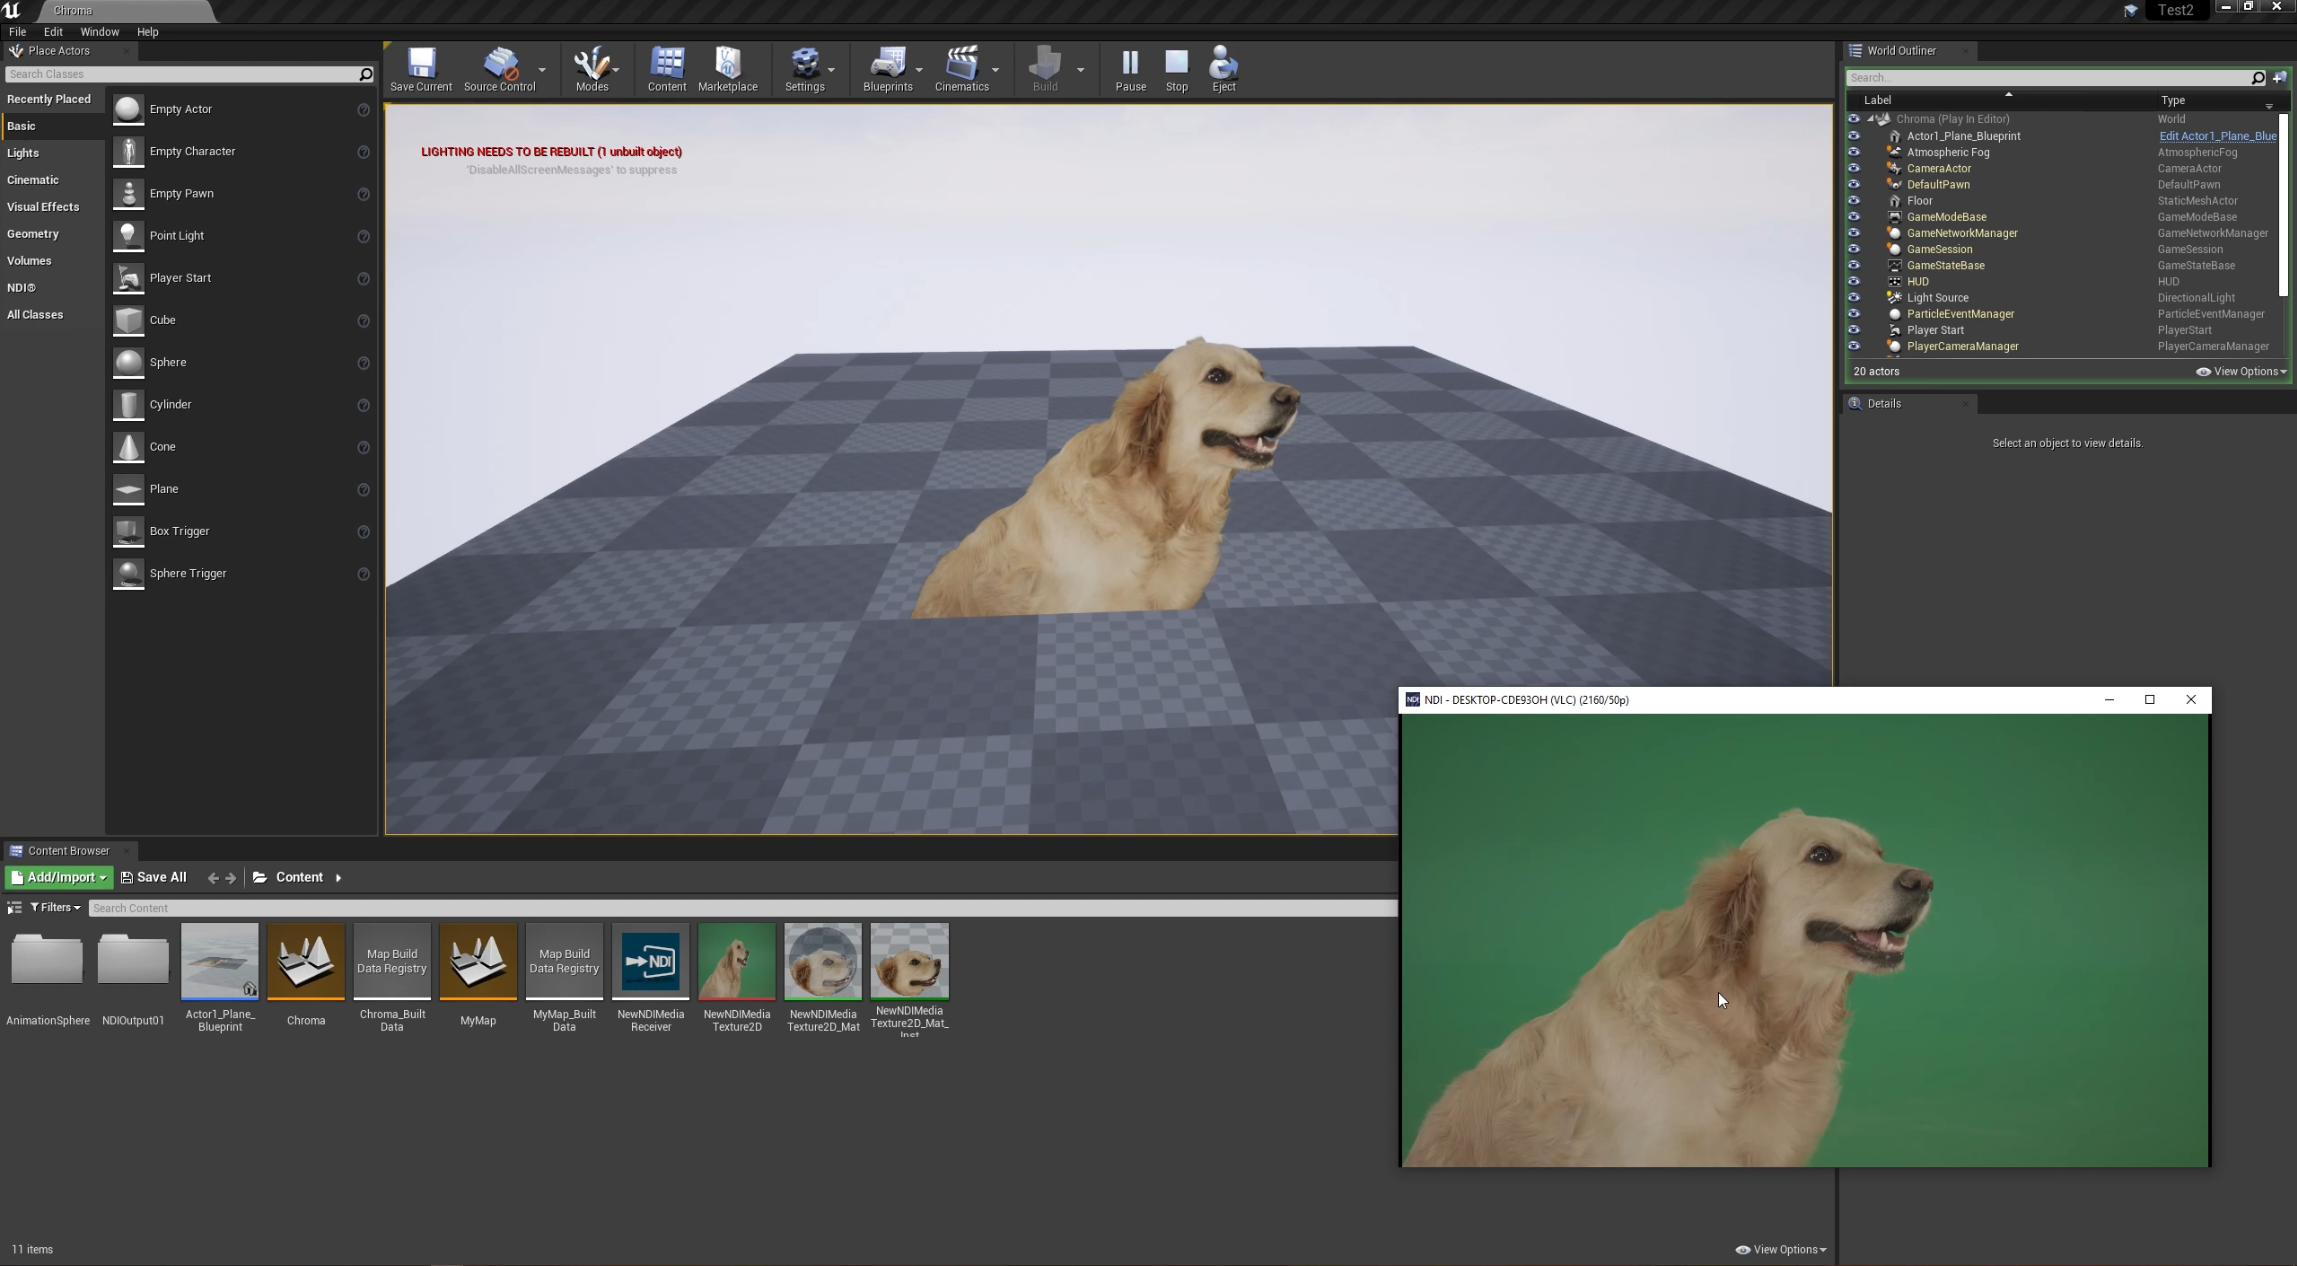 Chroma
Test2
File Edit Window Help
Place Actors
Search Classes
Recently Placed
Basic
Lights
Cinematic
Visual Effects
Geometry
Volumes
NDI®
All Classes
Empty Actor
Empty Character
Empty Pawn
Point Light
Player Start
Cube
Sphere
Cylinder
Cone
Plane
Box Trigger
Sphere Trigger
Save Current
Source Control
Modes
Content
Marketplace
Settings
Blueprints
Cinematics
Build
Pause
Stop
Eject
LIGHTING NEEDS TO BE REBUILT (1 unbuilt object)
'DisableAllScreenMessages' to suppress
World Outliner
Search...
Label Type
Chroma (Play In Editor) World
Actor1_Plane_Blueprint Edit Actor1_Plane_Blue
Atmospheric Fog AtmosphericFog
CameraActor CameraActor
DefaultPawn DefaultPawn
Floor StaticMeshActor
GameModeBase GameModeBase
GameNetworkManager GameNetworkManager
GameSession GameSession
GameStateBase GameStateBase
HUD HUD
Light Source DirectionalLight
ParticleEventManager ParticleEventManager
Player Start PlayerStart
PlayerCameraManager PlayerCameraManager
20 actors View Options
Details
Select an object to view details.
NDI - DESKTOP-CDE93OH (VLC) (2160/50p)
Content Browser
Add/Import Save All Content
Filters Search Content
Map Build
Data Registry
Map Build
Data Registry
NDI
AnimationSphere
NDIOutput01
Actor1_Plane_
Blueprint
Chroma
Chroma_Built
Data
MyMap
MyMap_Built
Data
NewNDIMedia
Receiver
NewNDIMedia
Texture2D
NewNDIMedia
Texture2D_Mat
NewNDIMedia
Texture2D_Mat_
Inst
11 items
View Options